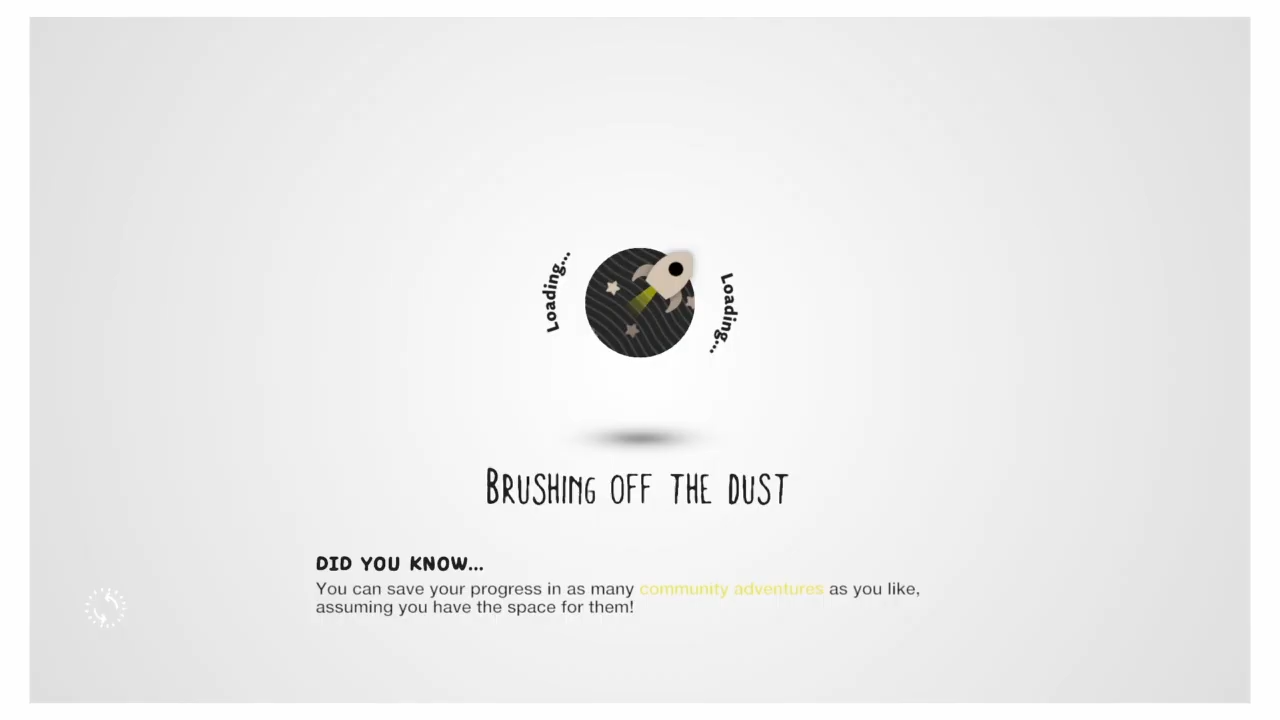 Loading...
Loading...
BRUSHING OFF THE DUST
DID YOU KNOW...
You can save your progress in as many community adventures as you like,
assuming you have the space for them!